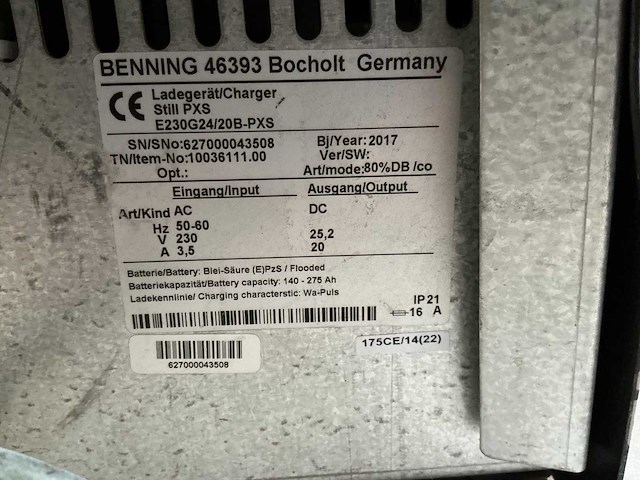 BENNING 46393 Bocholt Germany
CE Ladegerät/Charger
Still PXS
E230G24/20B-PXS
SN/SNo:627000043508 Bj/Year:2017
TN/Item-No:10036111.00 Ver/SW:
Opt.: Art/mode:80%DB /co
Eingang/Input Ausgang/Output
Art/Kind AC DC
Hz 50-60
V 230 25,2
A 3,5 20
Batterie/Battery: Blei-Säure (E)PzS / Flooded
Batteriekapazität/Battery capacity: 140 - 275 Ah
Ladekennlinie/ Charging characterstic: Wa-Puls
IP21
16 A
175CE/14(22)
627000043508